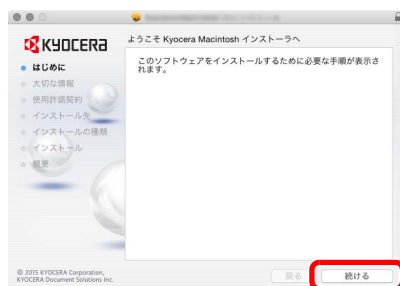 KYOCERA
ようこそ Kyocera Macintosh インストーラへ
はじめに
大切な情報
使用許諾契約
インストール先
インストールの種類
インストール
概要
このソフトウェアをインストールするために必要な手順が表示さ
れます。
© 2015 KYOCERA Corporation,
KYOCERA Document Solutions Inc.
戻る
続ける